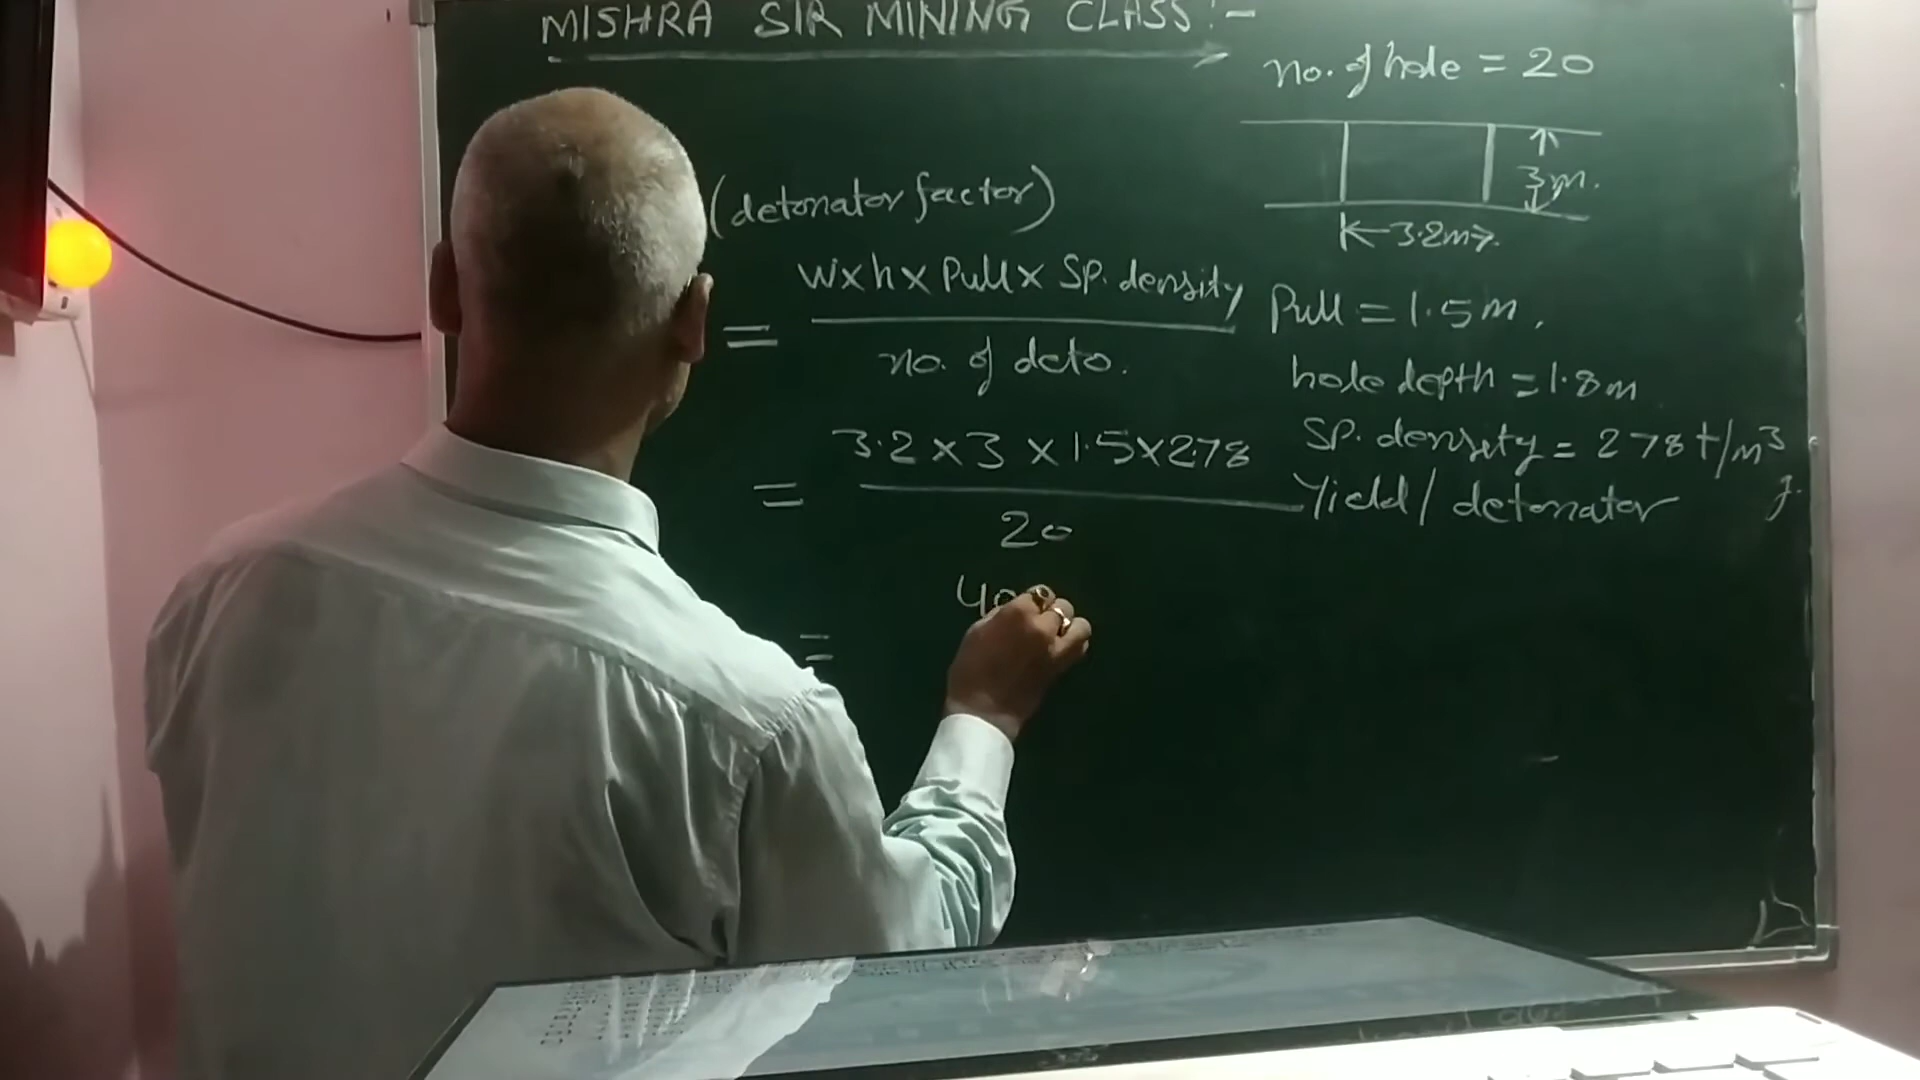 MISHRA SIR MINING CLASS:-
no. of hole = 20
3m.
3.2m
(detonator factor)
= w×h×Pull×SP. density
no. of deto.
Pull = 1.5m.
hole depth = 1.8m
SP. density = 2.78 t/m3
Yield/detonator }.
= 3.2×3×1.5×2.78
20
= 40